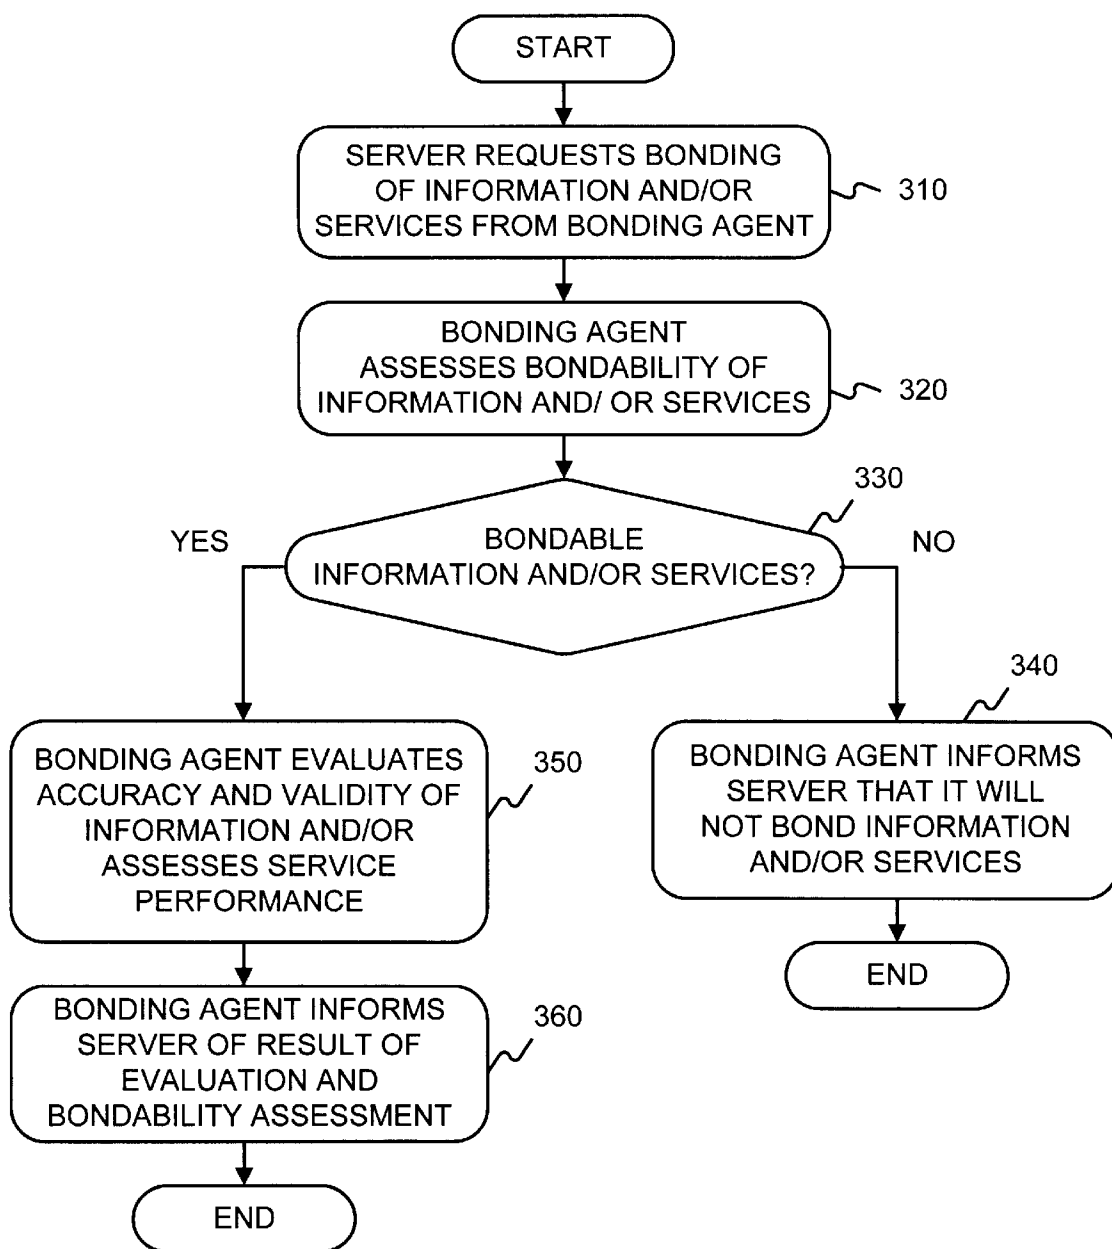 START
SERVER REQUESTS BONDING
OF INFORMATION AND/OR
SERVICES FROM BONDING AGENT
310
BONDING AGENT
ASSESSES BONDABILITY OF
INFORMATION AND/ OR SERVICES
320
330
YES
BONDABLE
INFORMATION AND/OR SERVICES?
NO
340
BONDING AGENT EVALUATES
ACCURACY AND VALIDITY OF
INFORMATION AND/OR
ASSESSES SERVICE
PERFORMANCE
350
BONDING AGENT INFORMS
SERVER THAT IT WILL
NOT BOND INFORMATION
AND/OR SERVICES
END
BONDING AGENT INFORMS
SERVER OF RESULT OF
EVALUATION AND
BONDABILITY ASSESSMENT
360
END